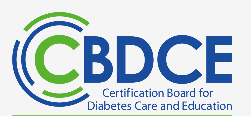 CBDCE
Certification Board for
Diabetes Care and Education